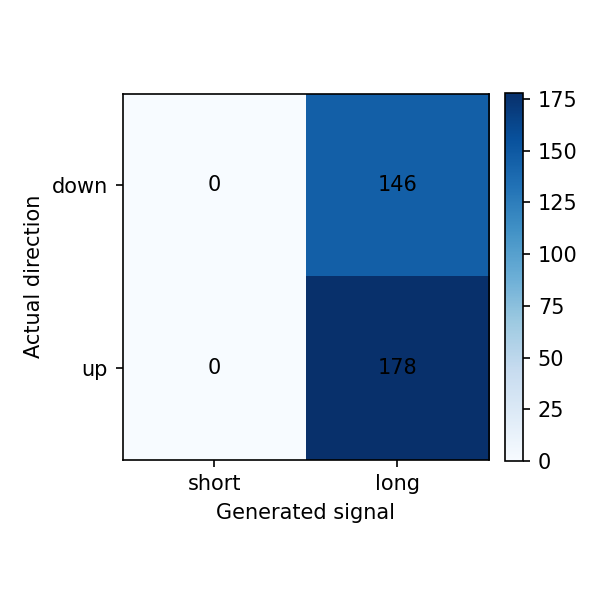 175
150
125
100
75
50
25
0
down
0
146
up
0
178
short
long
Generated signal
Actual direction